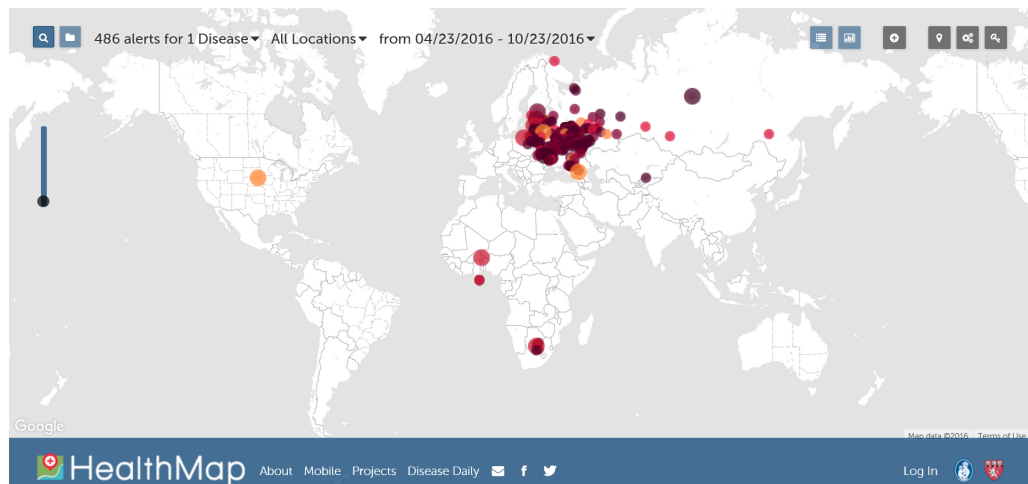 486 alerts for 1 Disease All Locations from 04/23/2016 - 10/23/2016
Google
Map data ©2016 Terms of Use
HealthMap About Mobile Projects Disease Daily Log In